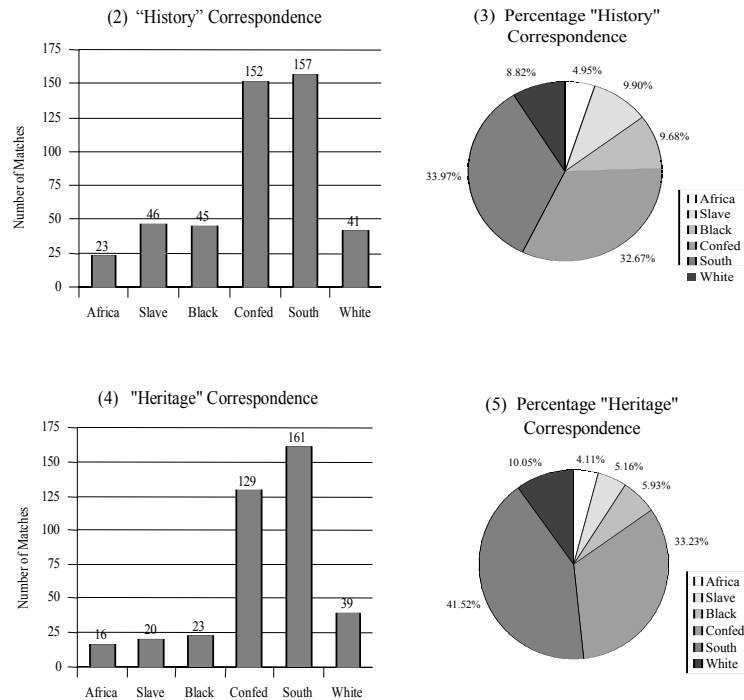 (2) “History” Correspondence
175
150
125
100
75
50
25
0
Number of Matches
23
46
45
152
157
41
Africa Slave Black Confed South White
(3) Percentage "History"
Correspondence
8.82%
4.95%
9.90%
9.68%
33.97%
32.67%
Africa
Slave
Black
Confed
South
White
(4) "Heritage" Correspondence
175
150
125
100
75
50
25
0
Number of Matches
16
20
23
129
161
39
Africa Slave Black Confed South White
(5) Percentage "Heritage"
Correspondence
10.05%
4.11%
5.16%
5.93%
33.23%
41.52%
Africa
Slave
Black
Confed
South
White